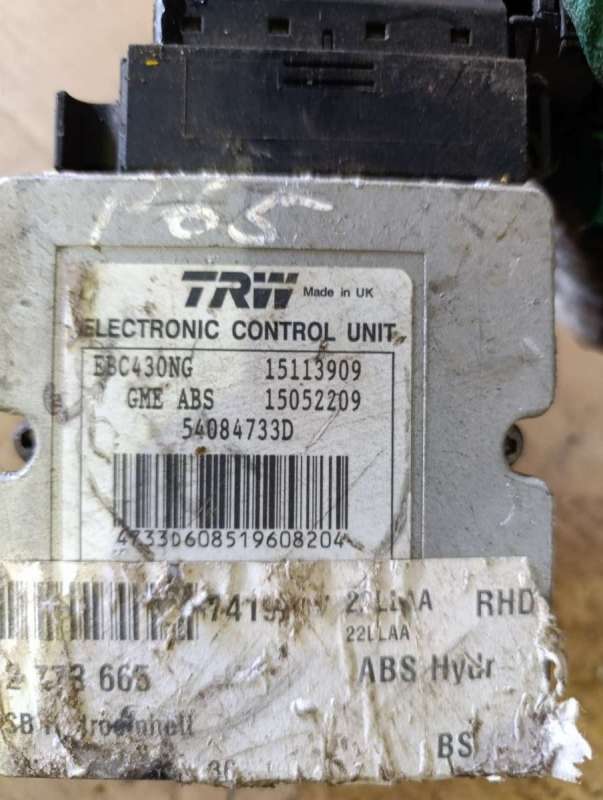 TRW Made in UK
ELECTRONIC CONTROL UNIT
EBC430NG 15113909
GME ABS 15052209
54084733D
4733D608519608204
22LLAA RHD
22LLAA
665
ABS Hydr
BS